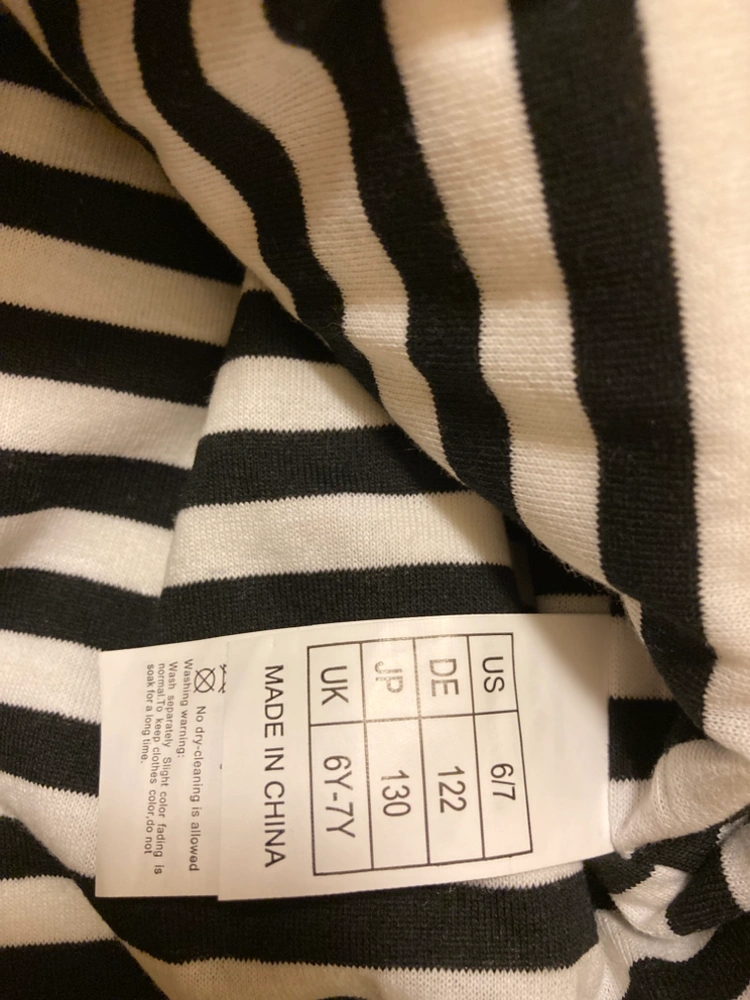 US 6/7
DE 122
JP 130
UK 6Y-7Y
MADE IN CHINA
No dry-cleaning is allowed
Washing warning:
Wash separately Slight color fading is
normal.To keep clothes color,do not
soak for a long time.